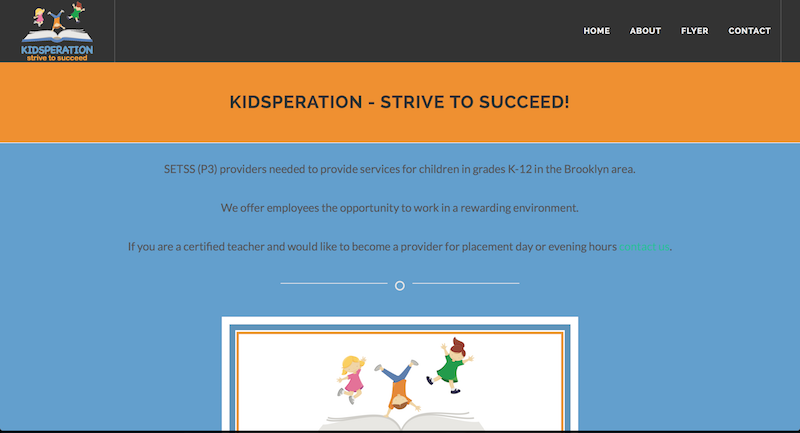 KIDSPERATION
strive to succeed
HOME ABOUT FLYER CONTACT
KIDSPERATION - STRIVE TO SUCCEED!
SETSS (P3) providers needed to provide services for children in grades K-12 in the Brooklyn area.
We offer employees the opportunity to work in a rewarding environment.
If you are a certified teacher and would like to become a provider for placement day or evening hours contact us.